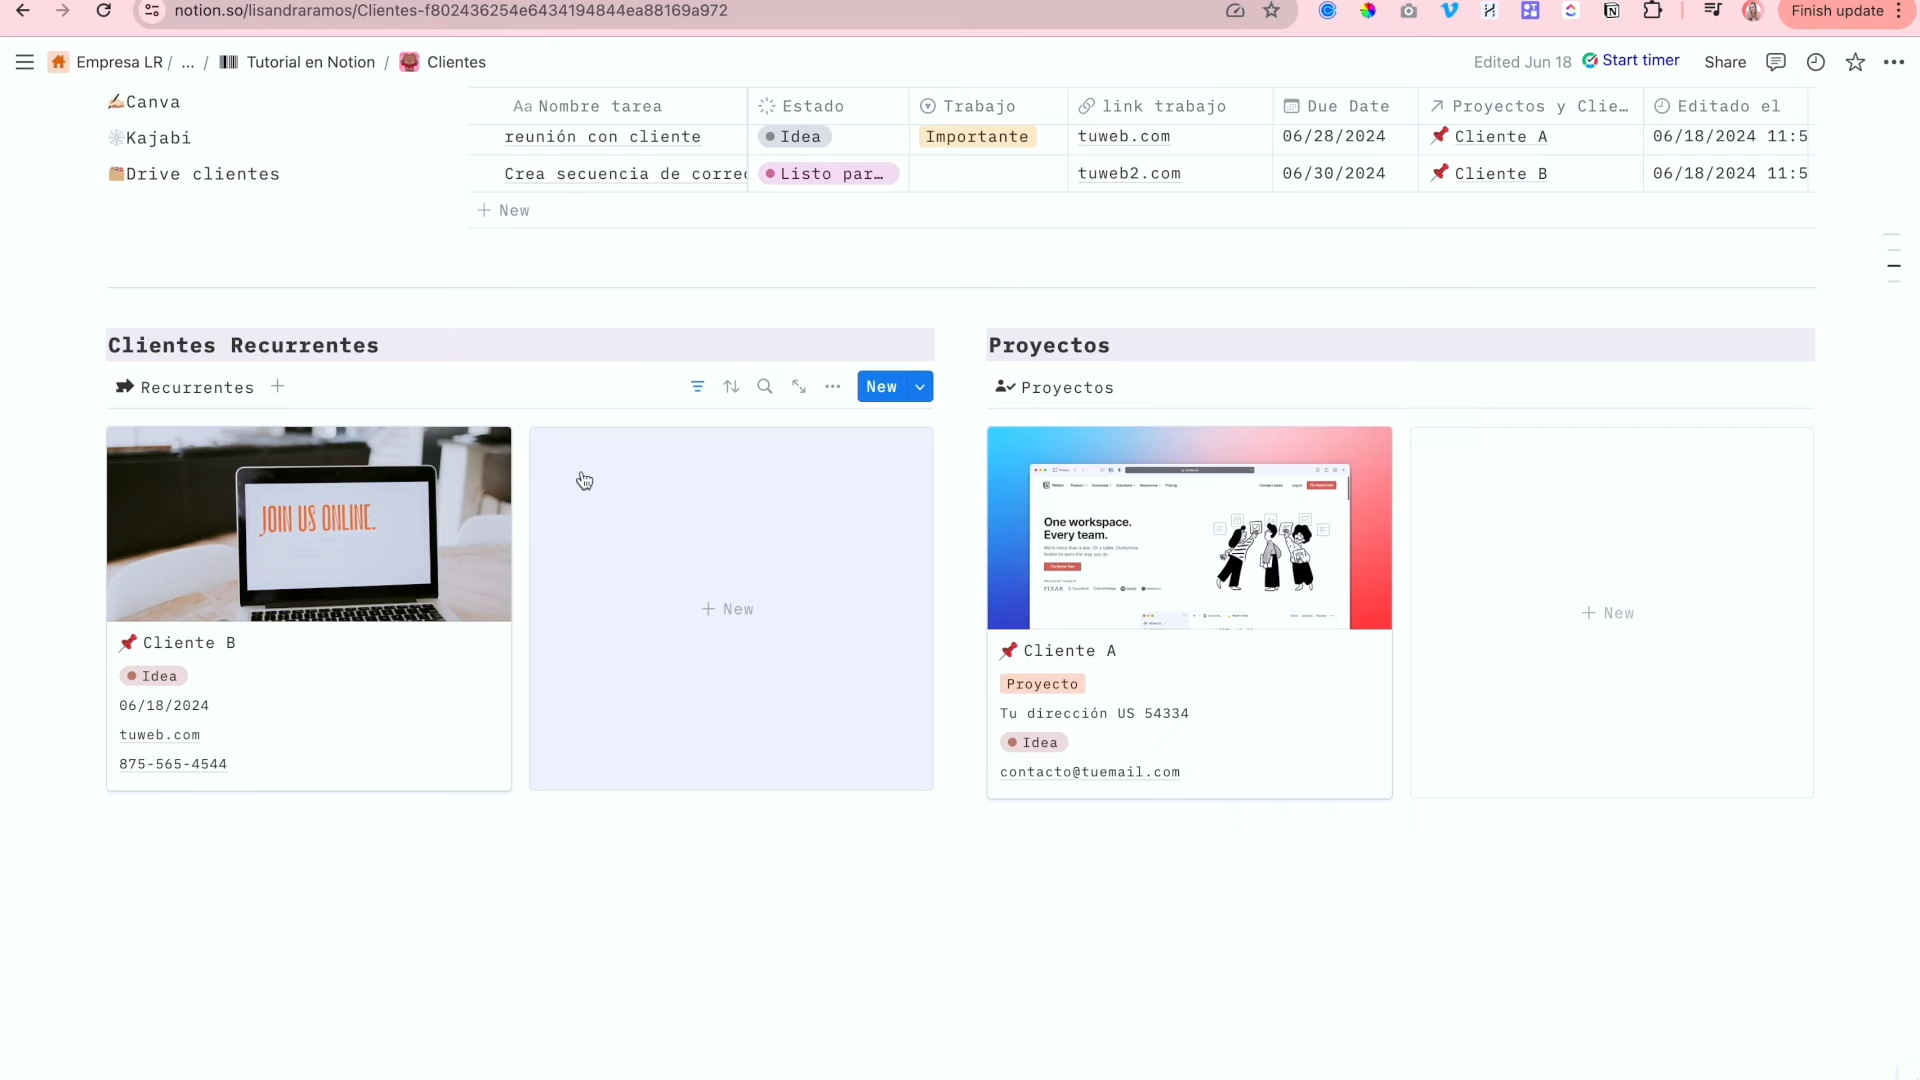 notion.so/lisandraramos/Clientes-f802436254e6434194844ea88169a972
Finish update
Empresa LR / ... / Tutorial en Notion / Clientes
Edited Jun 18 Start timer Share
Canva
Kajabi
Drive clientes
Aa Nombre tarea Estado Trabajo link trabajo Due Date Proyectos y Clie... Editado el
reunión con cliente Idea Importante tuweb.com 06/28/2024 Cliente A 06/18/2024 11:5
Crea secuencia de correo Listo par... tuweb2.com 06/30/2024 Cliente B 06/18/2024 11:5
+ New
Clientes Recurrentes
Recurrentes + New
JOIN US ONLINE.
+ New
Cliente B
Idea
06/18/2024
tuweb.com
875-565-4544
Proyectos
Proyectos
Notion
One workspace.
Every team.
PIXAR
+ New
Cliente A
Proyecto
Tu dirección US 54334
Idea
contacto@tuemail.com